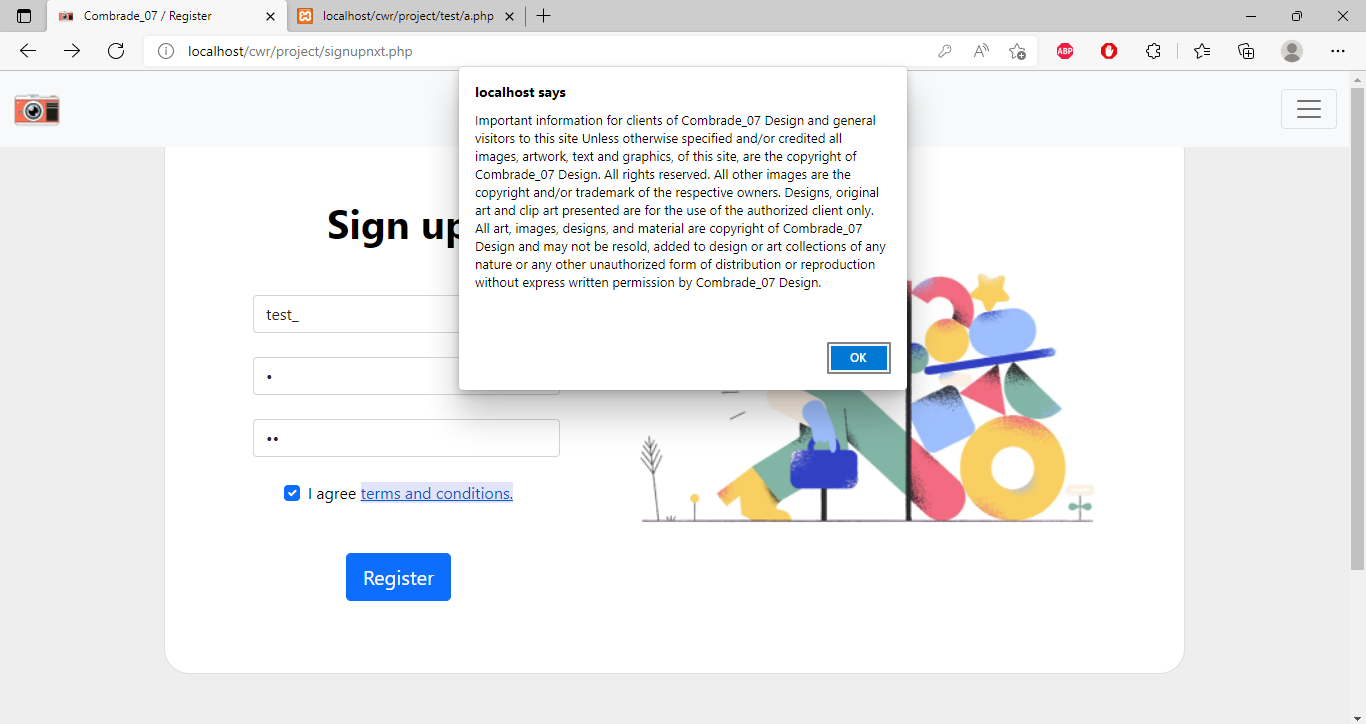 Combrade_07 / Register
localhost/cwr/project/test/a.php
localhost/cwr/project/signupnxt.php
ABP
localhost says
Important information for clients of Combrade_07 Design and general
visitors to this site Unless otherwise specified and/or credited all
images, artwork, text and graphics, of this site, are the copyright of
Combrade_07 Design. All rights reserved. All other images are the
copyright and/or trademark of the respective owners. Designs, original
art and clip art presented are for the use of the authorized client only.
All art, images, designs, and material are copyright of Combrade_07
Design and may not be resold, added to design or art collections of any
nature or any other unauthorized form of distribution or reproduction
without express written permission by Combrade_07 Design.
OK
Sign up
test_
I agree terms and conditions.
Register